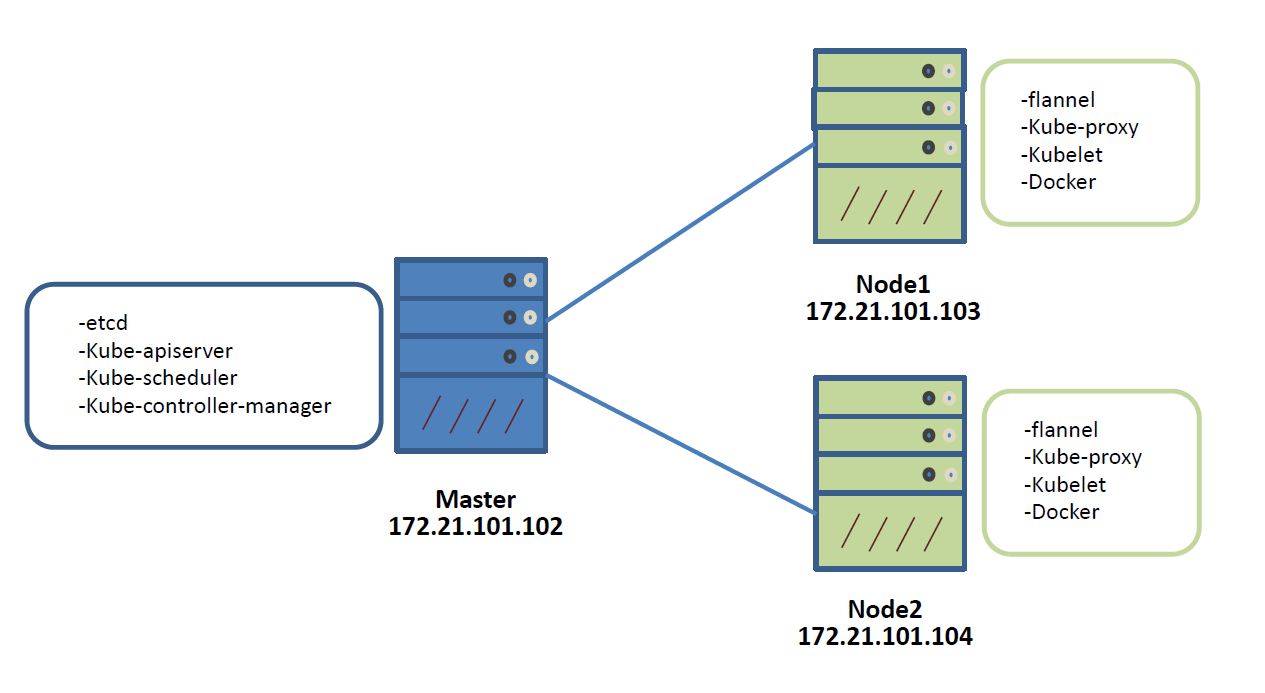 -etcd
-Kube-apiserver
-Kube-scheduler
-Kube-controller-manager
Master
172.21.101.102
-flannel
-Kube-proxy
-Kubelet
-Docker
Node1
172.21.101.103
-flannel
-Kube-proxy
-Kubelet
-Docker
Node2
172.21.101.104